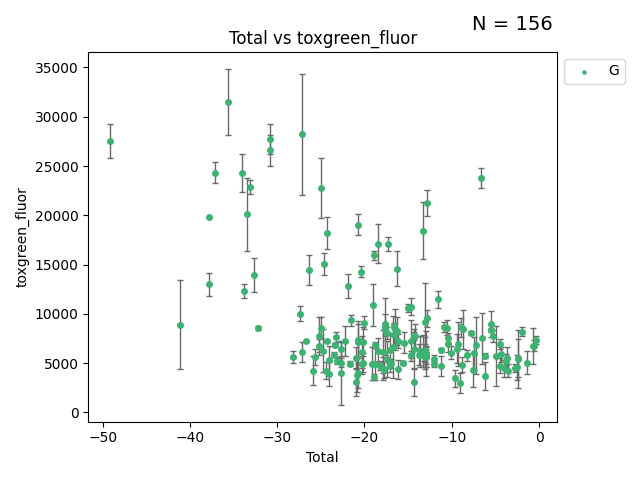 N = 156
Total vs toxgreen_fluor
G
toxgreen_fluor
35000
30000
25000
20000
15000
10000
5000
0
−50 −40 −30 −20 −10 0
Total